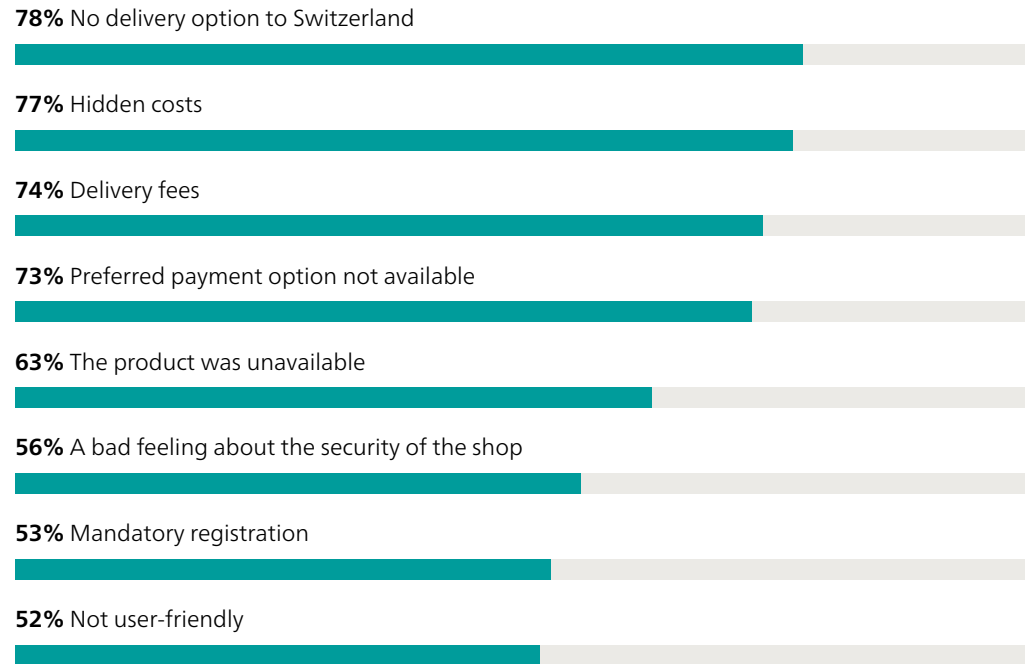 78% No delivery option to Switzerland
77% Hidden costs
74% Delivery fees
73% Preferred payment option not available
63% The product was unavailable
56% A bad feeling about the security of the shop
53% Mandatory registration
52% Not user-friendly